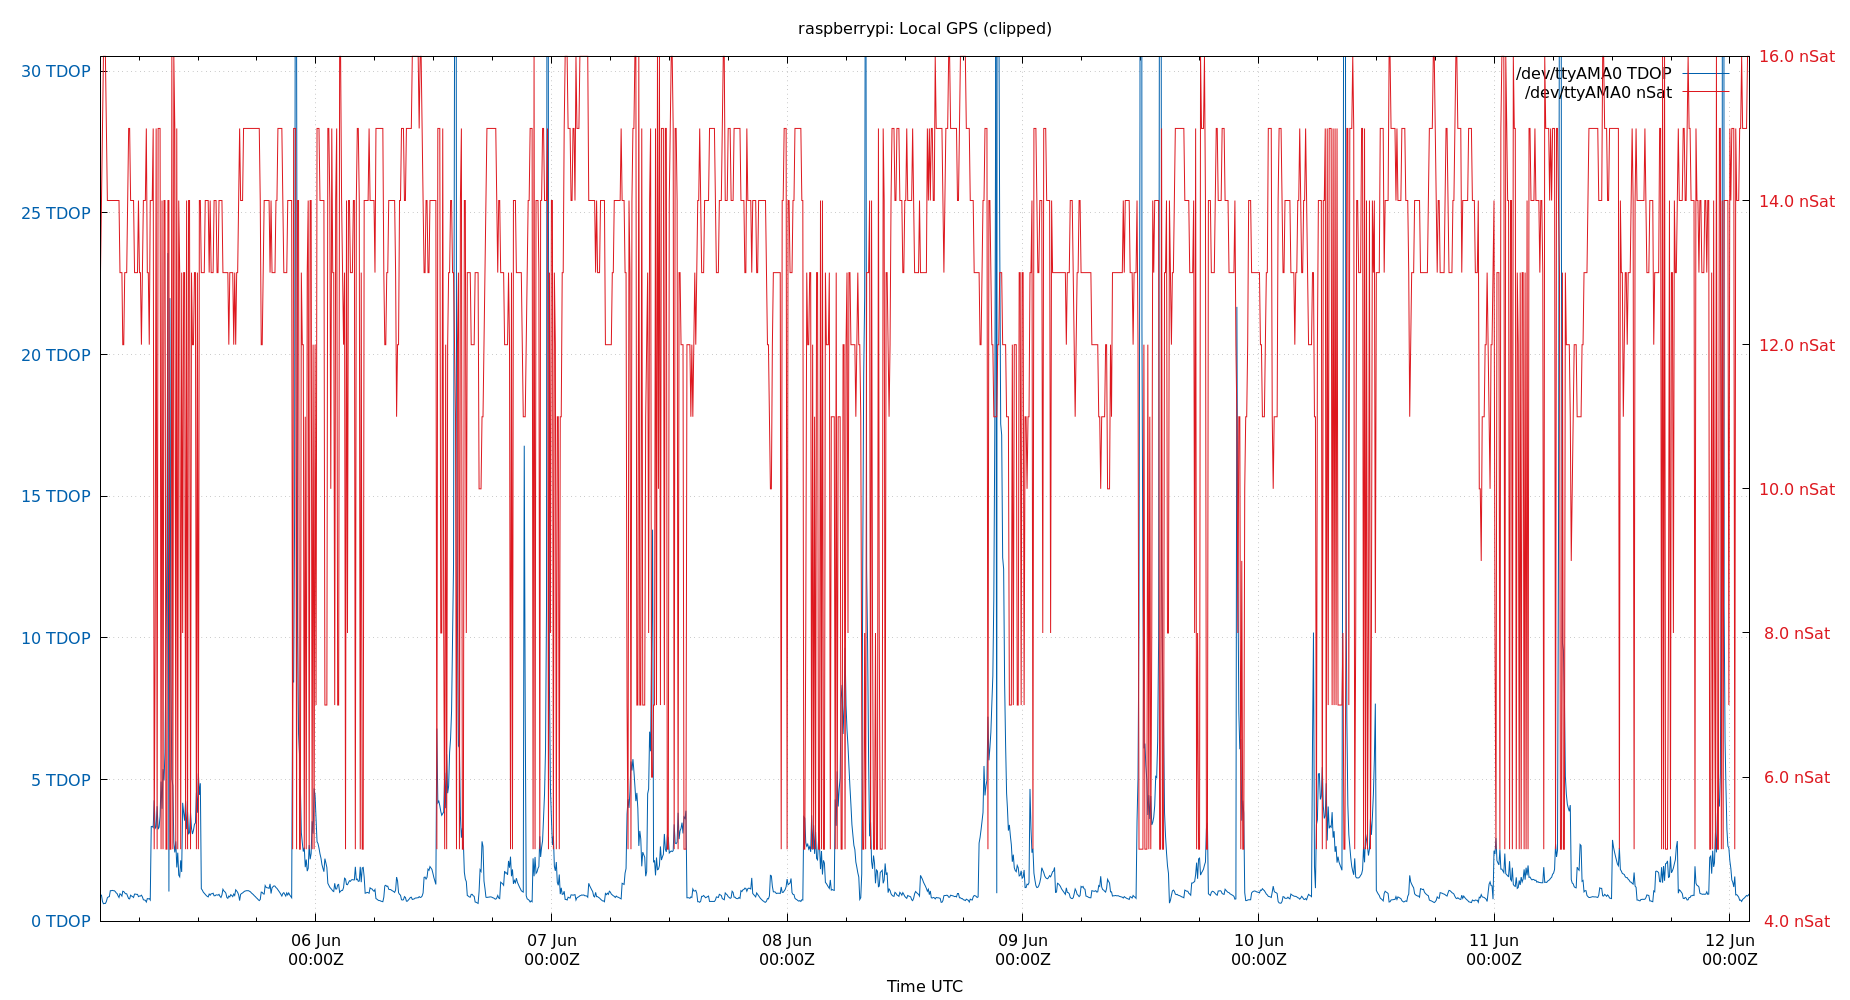 raspberrypi: Local GPS (clipped)
30 TDOP
25 TDOP
20 TDOP
15 TDOP
10 TDOP
5 TDOP
0 TDOP
16.0 nSat
14.0 nSat
12.0 nSat
10.0 nSat
8.0 nSat
6.0 nSat
4.0 nSat
/dev/ttyAMA0 TDOP
/dev/ttyAMA0 nSat
06 Jun 07 Jun 08 Jun 09 Jun 10 Jun 11 Jun 12 Jun
00:00Z 00:00Z 00:00Z 00:00Z 00:00Z 00:00Z 00:00Z
Time UTC